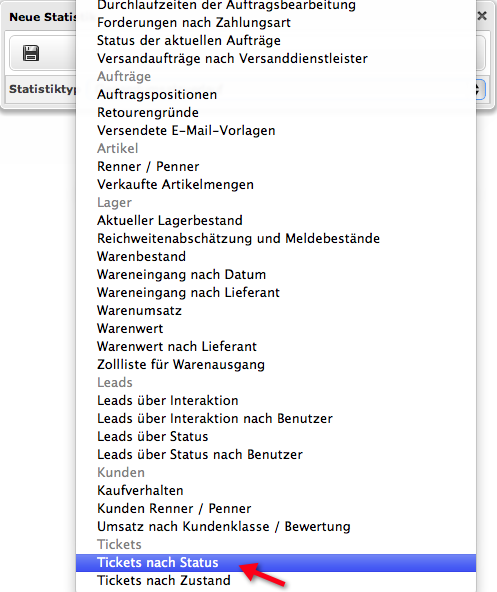 Durchlaufzeiten der Auftragsbearbeitung
Neue Statis
Forderungen nach Zahlungsart
Status der aktuellen Aufträge
Versandaufträge nach Versanddienstleister
Aufträge
Statistiktyp
Auftragspositionen
Retourengründe
Versendete E-Mail-Vorlagen
Artikel
Renner / Penner
Verkaufte Artikelmengen
Lager
Aktueller Lagerbestand
Reichweitenabschätzung und Meldebestände
Warenbestand
Wareneingang nach Datum
Wareneingang nach Lieferant
Warenumsatz
Warenwert
Warenwert nach Lieferant
Zollliste für Warenausgang
Leads
Leads über Interaktion
Leads über Interaktion nach Benutzer
Leads über Status
Leads über Status nach Benutzer
Kunden
Kaufverhalten
Kunden Renner / Penner
Umsatz nach Kundenklasse / Bewertung
Tickets
Tickets nach Status
Tickets nach Zustand